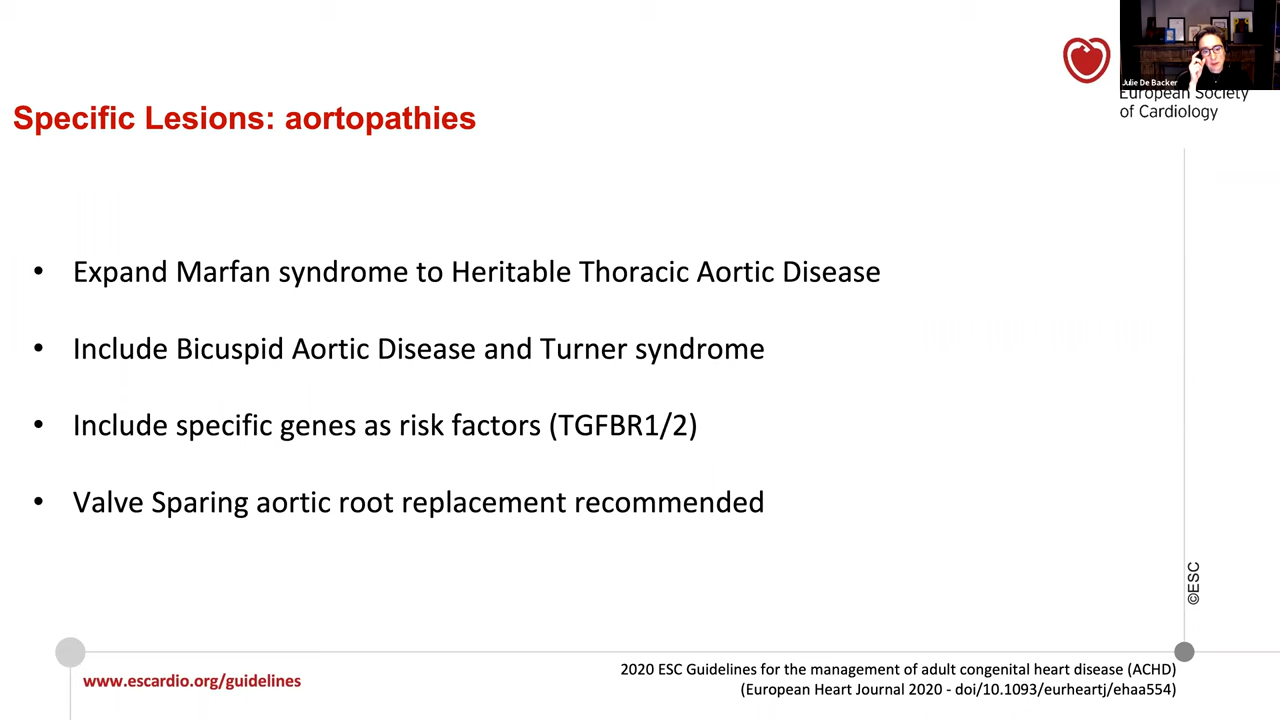 Julie De Backer
European Society
of Cardiology
Specific Lesions: aortopathies
• Expand Marfan syndrome to Heritable Thoracic Aortic Disease
• Include Bicuspid Aortic Disease and Turner syndrome
• Include specific genes as risk factors (TGFBR1/2)
• Valve Sparing aortic root replacement recommended
©ESC
www.escardio.org/guidelines
2020 ESC Guidelines for the management of adult congenital heart disease (ACHD)
(European Heart Journal 2020 - doi/10.1093/eurheartj/ehaa554)